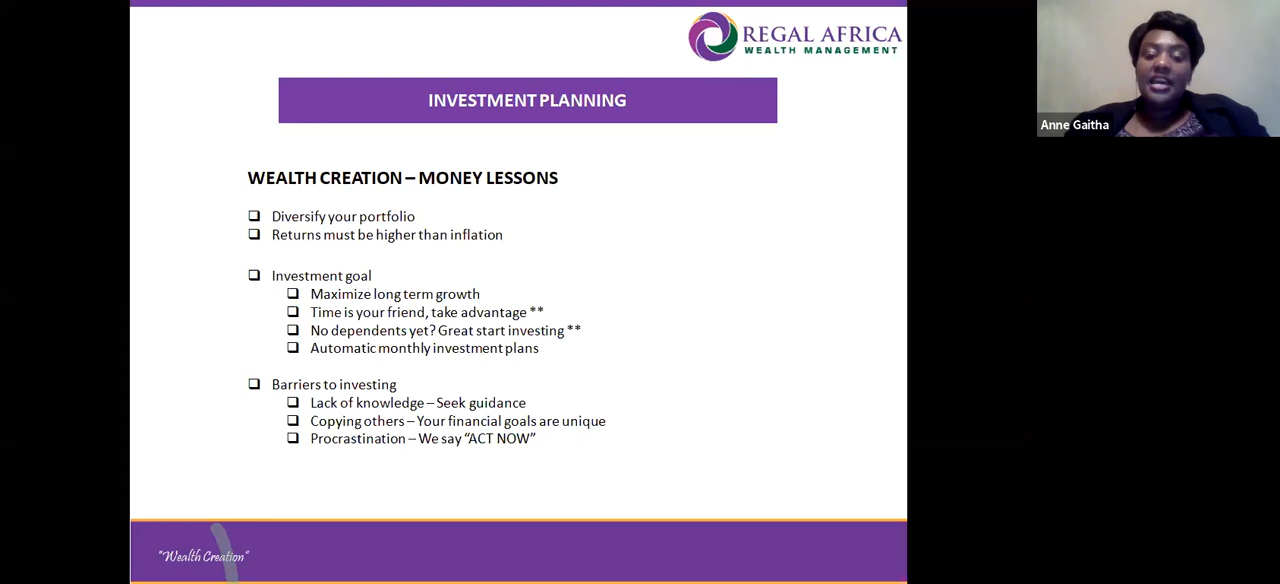 REGAL AFRICA
WEALTH MANAGEMENT
INVESTMENT PLANNING
Anne Gaitha
WEALTH CREATION – MONEY LESSONS
Diversify your portfolio
Returns must be higher than inflation
Investment goal
Maximize long term growth
Time is your friend, take advantage **
No dependents yet? Great start investing **
Automatic monthly investment plans
Barriers to investing
Lack of knowledge – Seek guidance
Copying others – Your financial goals are unique
Procrastination – We say “ACT NOW”
“Wealth Creation”